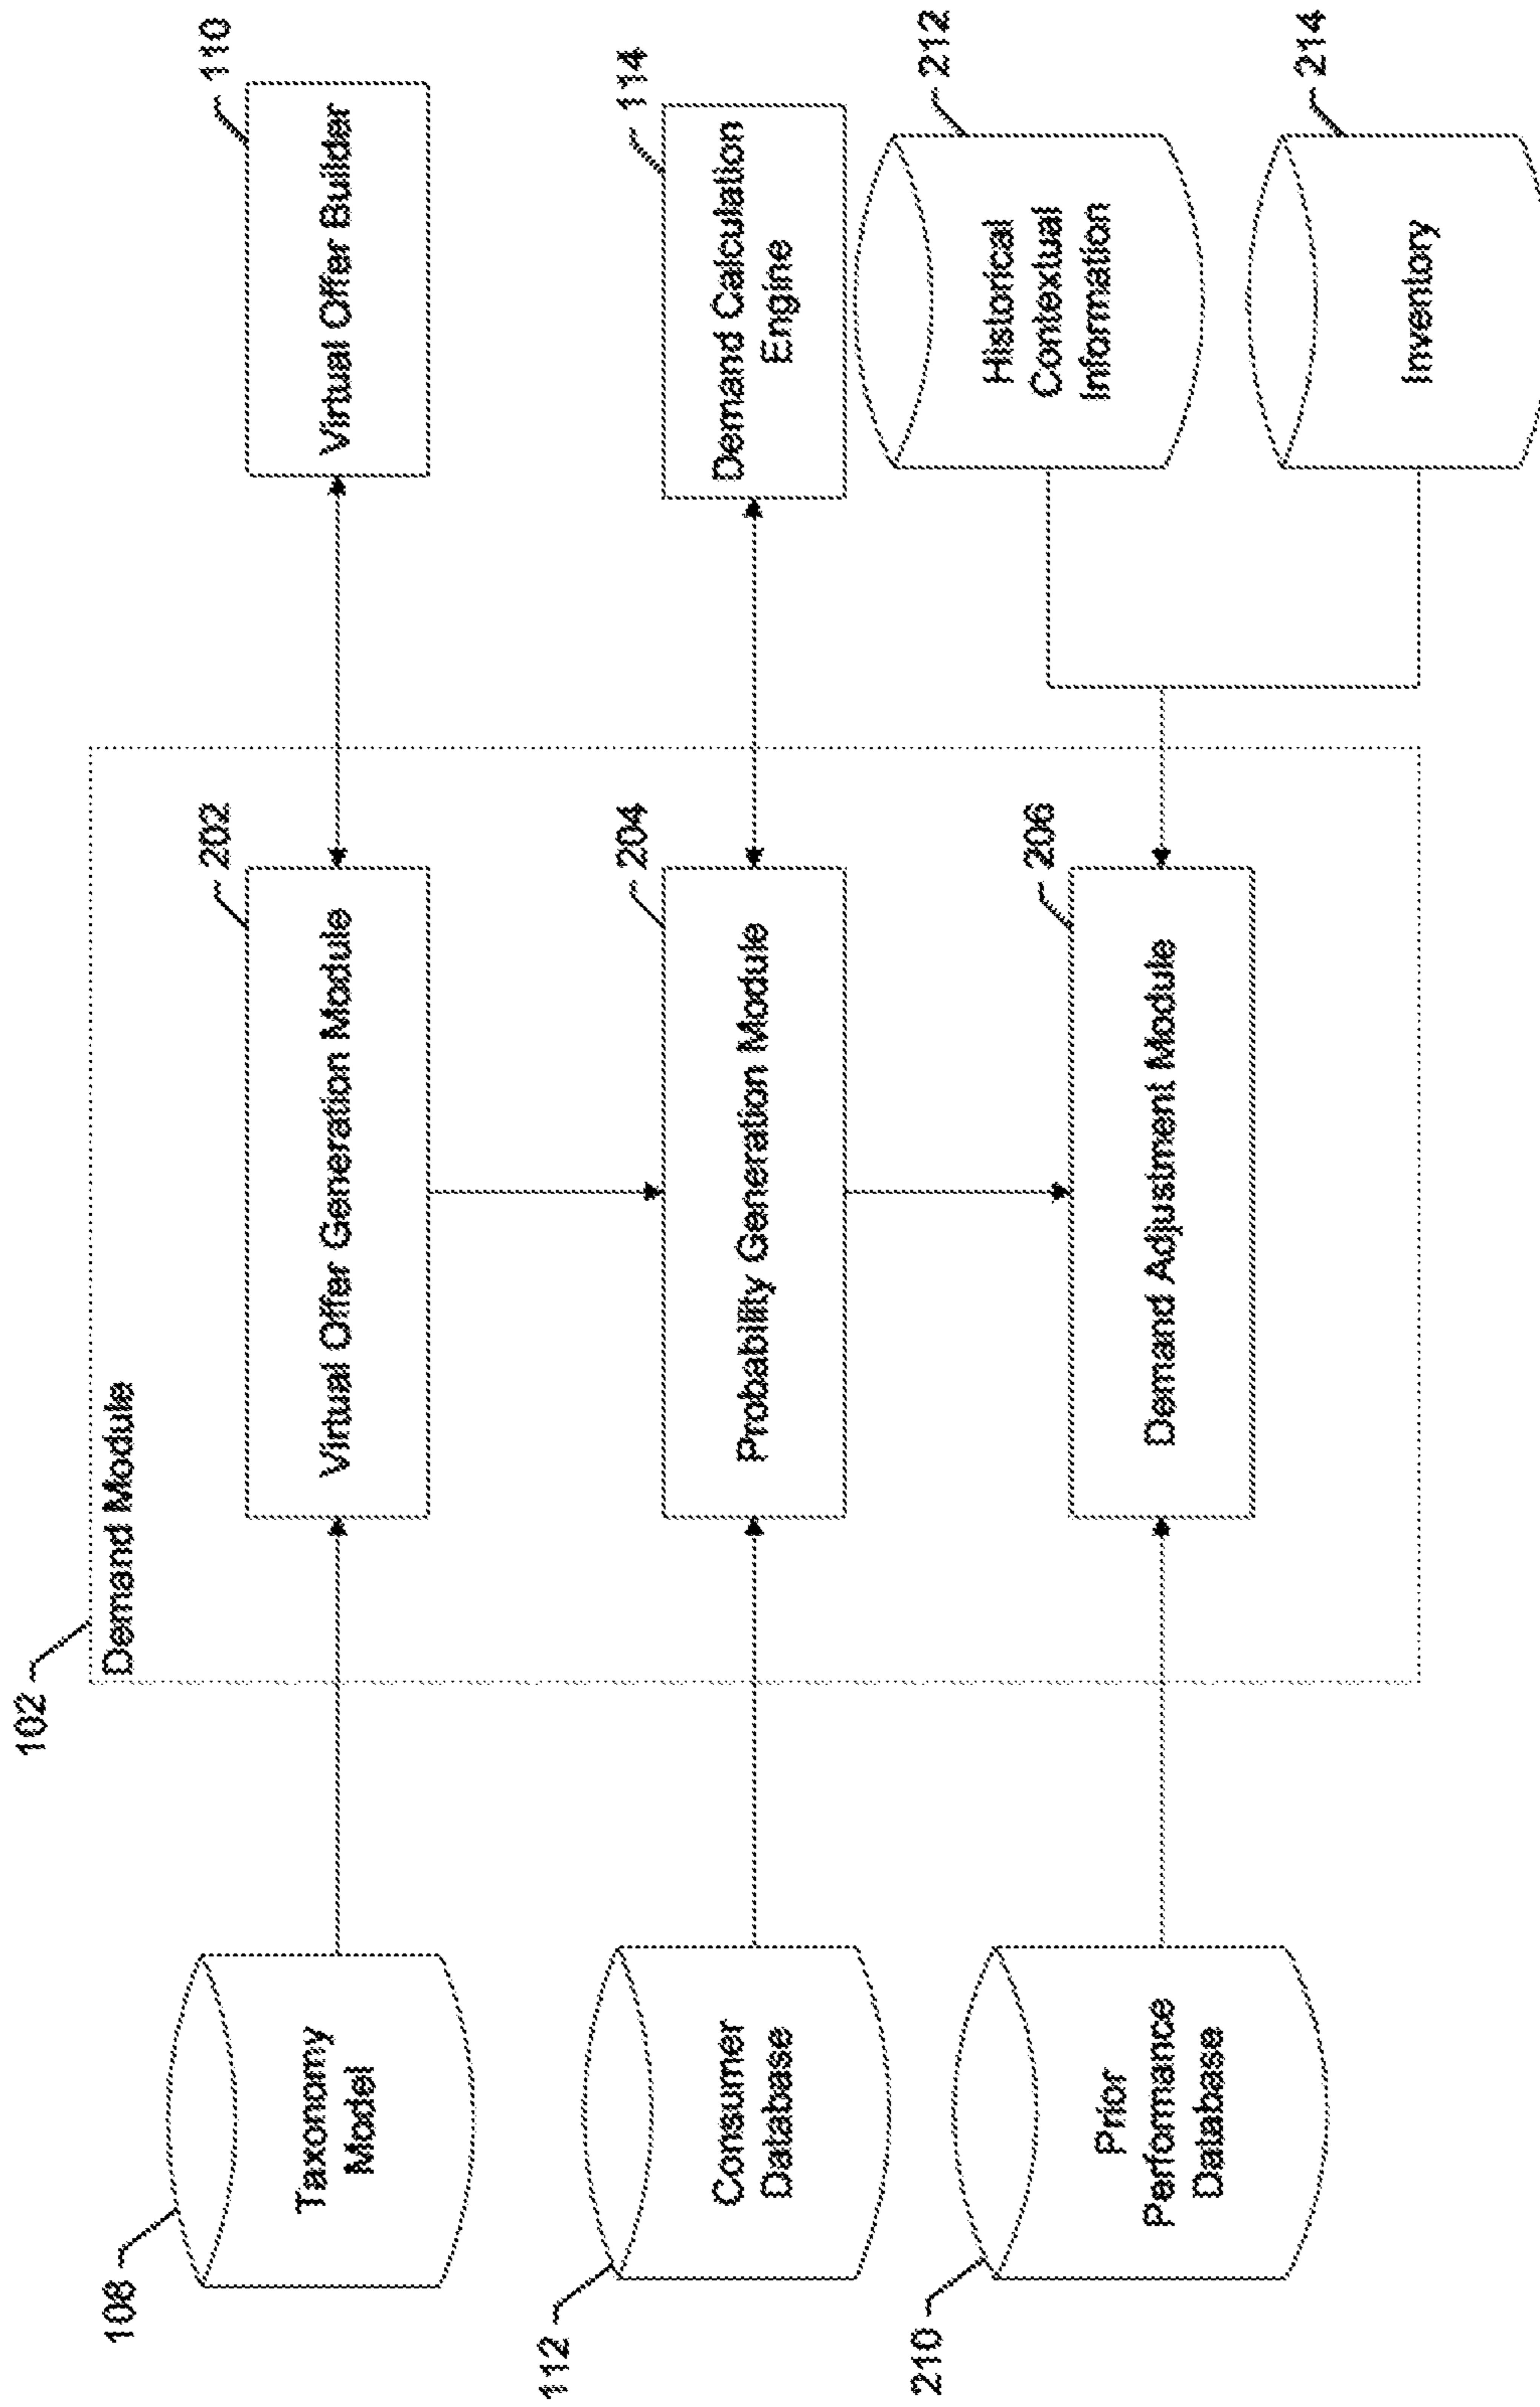 102
Demand Module
108
Taxonomy
Model
202
Virtual Offer Generation Module
110
Virtual Offer Builder
112
Consumer
Database
204
Probability Generation Module
114
Demand Calculation
Engine
210
Prior
Performance
Database
206
Demand Adjustment Module
212
Historical
Contextual
Information
214
Inventory